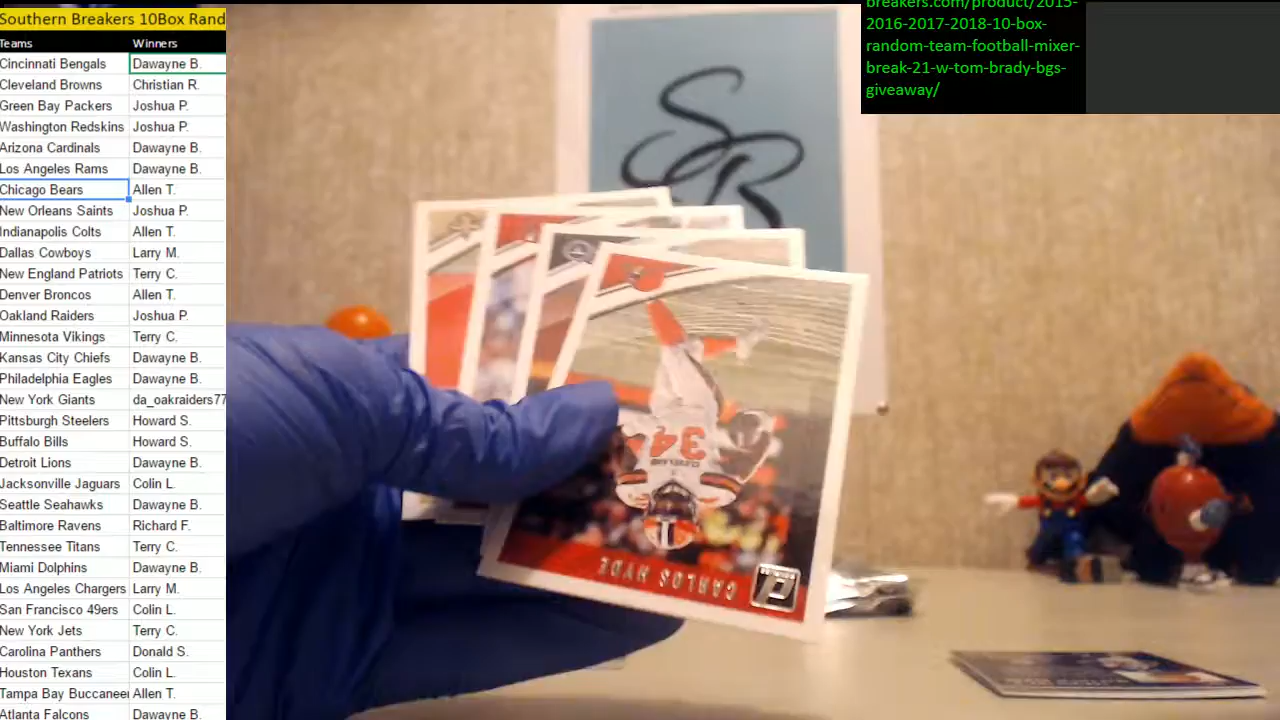 Southern Breakers 10Box Rand
Teams Winners
Cincinnati Bengals Dawayne B.
Cleveland Browns Christian R.
Green Bay Packers Joshua P.
Washington Redskins Joshua P.
Arizona Cardinals Dawayne B.
Los Angeles Rams Dawayne B.
Chicago Bears Allen T.
New Orleans Saints Joshua P.
Indianapolis Colts Allen T.
Dallas Cowboys Larry M.
New England Patriots Terry C.
Denver Broncos Allen T.
Oakland Raiders Joshua P.
Minnesota Vikings Terry C.
Kansas City Chiefs Dawayne B.
Philadelphia Eagles Dawayne B.
New York Giants da_oakraiders77
Pittsburgh Steelers Howard S.
Buffalo Bills Howard S.
Detroit Lions Dawayne B.
Jacksonville Jaguars Colin L.
Seattle Seahawks Dawayne B.
Baltimore Ravens Richard F.
Tennessee Titans Terry C.
Miami Dolphins Dawayne B.
Los Angeles Chargers Larry M.
San Francisco 49ers Colin L.
New York Jets Terry C.
Carolina Panthers Donald S.
Houston Texans Colin L.
Tampa Bay Buccaneer Allen T.
Atlanta Falcons Dawayne B.
breakers.com/product/2015-
2016-2017-2018-10-box-
random-team-football-mixer-
break-21-w-tom-brady-bgs-
giveaway/
SB
34
CLEVELAND
CARLOS HYDE